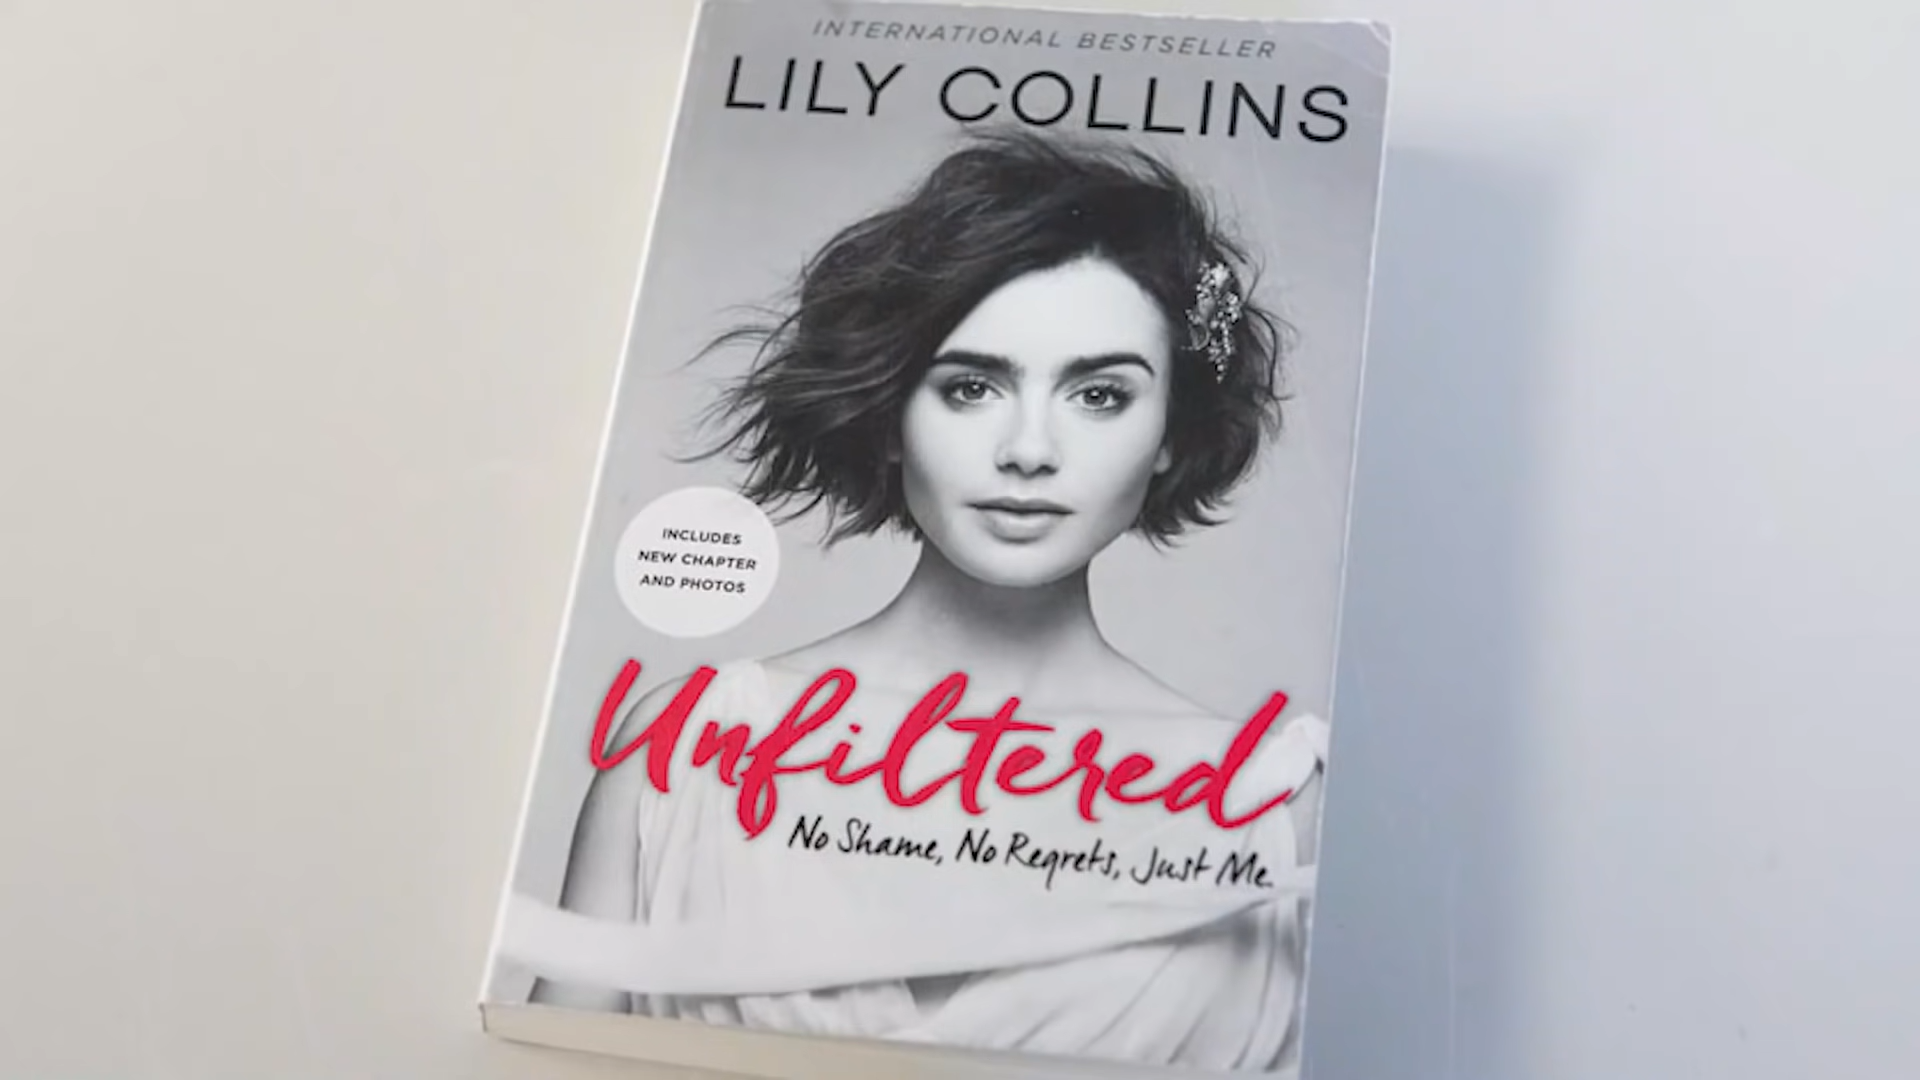 INTERNATIONAL BESTSELLER
LILY COLLINS
INCLUDES
NEW CHAPTER
AND PHOTOS
Unfiltered
No Shame, No Regrets, Just Me.